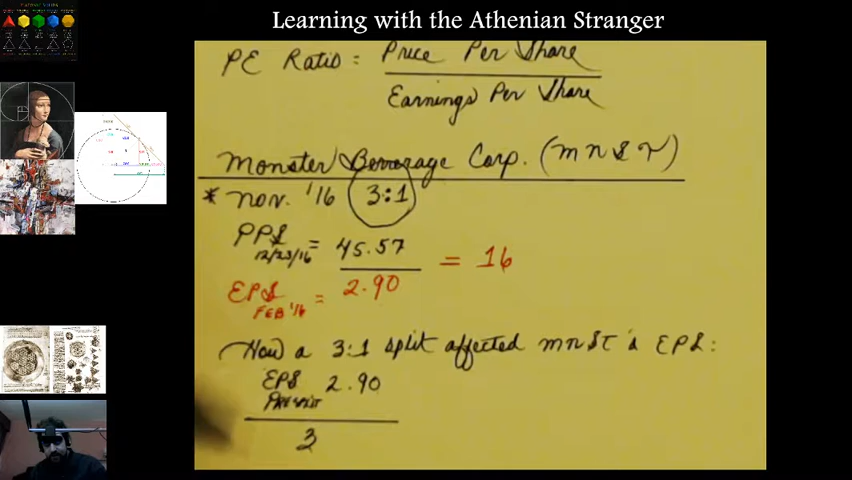 Learning with the Athenian Stranger
PE Ratio = Price Per Share
Earnings Per Share
Monster Beverage Corp. (MNST)
* Nov. '16 3:1
PPS = 45.57
12/23/16
= 16
EPS = 2.90
FEB '16
How a 3:1 split affected MNST's EPS:
EPS 2.90
PRESPLIT
3